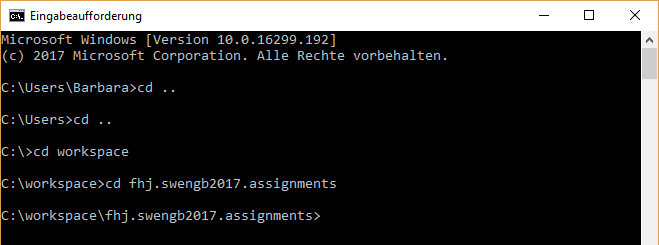 Eingabeaufforderung
Microsoft Windows [Version 10.0.16299.192]
(c) 2017 Microsoft Corporation. Alle Rechte vorbehalten.
C:\Users\Barbara>cd ..
C:\Users>cd ..
C:\>cd workspace
C:\workspace>cd fhj.swengb2017.assignments
C:\workspace\fhj.swengb2017.assignments>